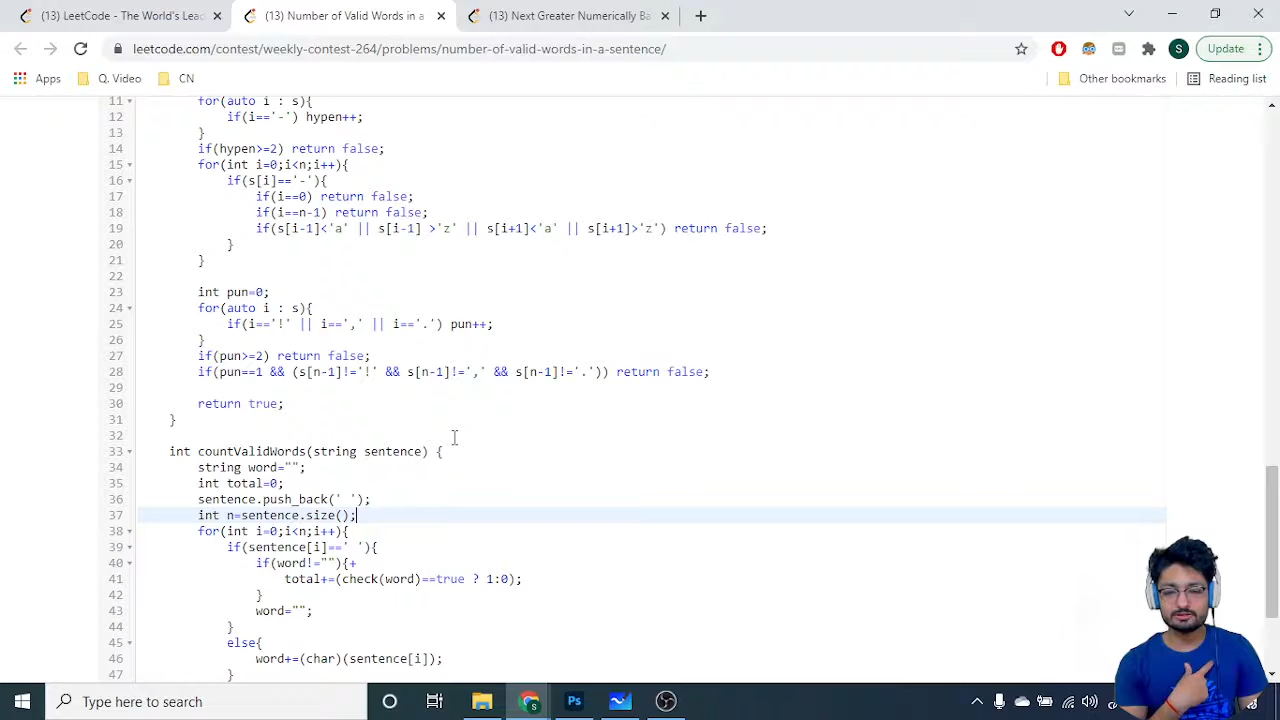 (13) LeetCode - The World's Lead
(13) Number of Valid Words in a
(13) Next Greater Numerically Ba
leetcode.com/contest/weekly-contest-264/problems/number-of-valid-words-in-a-sentence/
S
Update
Apps
Q. Video
CN
Other bookmarks
Reading list
11 for(auto i : s){
12 if(i=='-') hypen++;
13 }
14 if(hypen>=2) return false;
15 for(int i=0;i<n;i++){
16 if(s[i]=='-'){
17 if(i==0) return false;
18 if(i==n-1) return false;
19 if(s[i-1]<'a' || s[i-1] >'z' || s[i+1]<'a' || s[i+1]>'z') return false;
20 }
21 }
22
23 int pun=0;
24 for(auto i : s){
25 if(i=='!' || i==',' || i=='.') pun++;
26 }
27 if(pun>=2) return false;
28 if(pun==1 && (s[n-1]!='!' && s[n-1]!=',' && s[n-1]!='.')) return false;
29
30 return true;
31 }
32
33 int countValidWords(string sentence) {
34 string word="";
35 int total=0;
36 sentence.push_back(' ');
37 int n=sentence.size();
38 for(int i=0;i<n;i++){
39 if(sentence[i]==' '){
40 if(word!=""){+
41 total+=(check(word)==true ? 1:0);
42 }
43 word="";
44 }
45 else{
46 word+=(char)(sentence[i]);
47 }
Type here to search
Ps